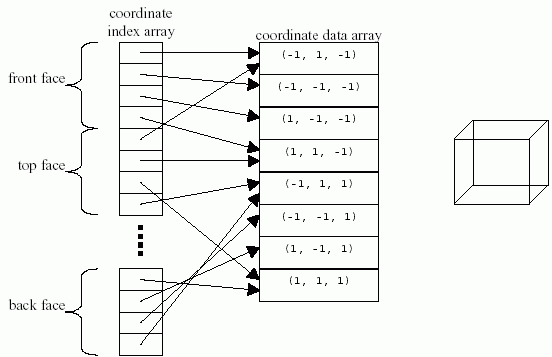 coordinate
index array
coordinate data array
front face
top face
back face
(-1, 1, -1)
(-1, -1, -1)
(1, -1, -1)
(1, 1, -1)
(-1, 1, 1)
(-1, -1, 1)
(1, -1, 1)
(1, 1, 1)